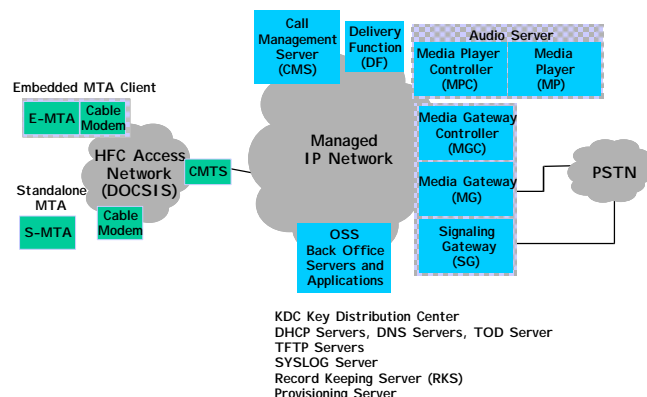 Call
Management
Server
(CMS)
Delivery
Function
(DF)
Audio Server
Media Player
Controller
(MPC)
Media
Player
(MP)
Embedded MTA Client
E-MTA
Cable
Modem
HFC Access
Network
(DOCSIS)
CMTS
Managed
IP Network
Media Gateway
Controller
(MGC)
Media Gateway
(MG)
PSTN
Standalone
MTA
S-MTA
Cable
Modem
Signaling
Gateway
(SG)
OSS
Back Office
Servers and
Applications
KDC Key Distribution Center
DHCP Servers, DNS Servers, TOD Server
TFTP Servers
SYSLOG Server
Record Keeping Server (RKS)
Provisioning Server